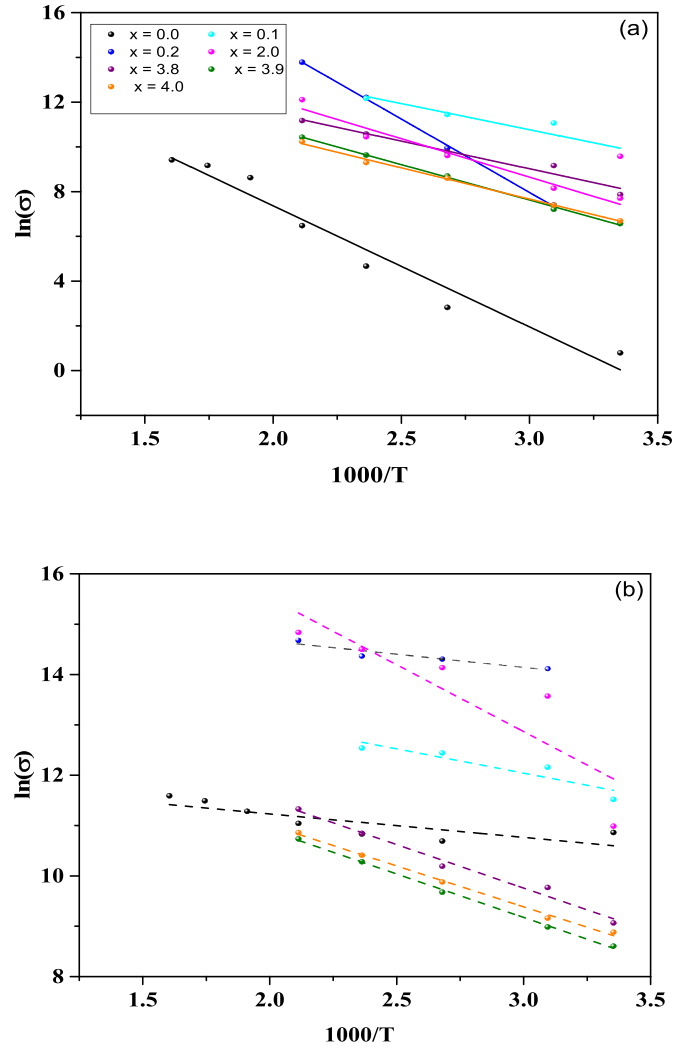 16
12
8
4
0
ln(σ)
(a)
x = 0.0 x = 0.1
x = 0.2 x = 2.0
x = 3.8 x = 3.9
x = 4.0
1.5 2.0 2.5 3.0 3.5
1000/T
16
14
12
10
8
ln(σ)
(b)
1.5 2.0 2.5 3.0 3.5
1000/T